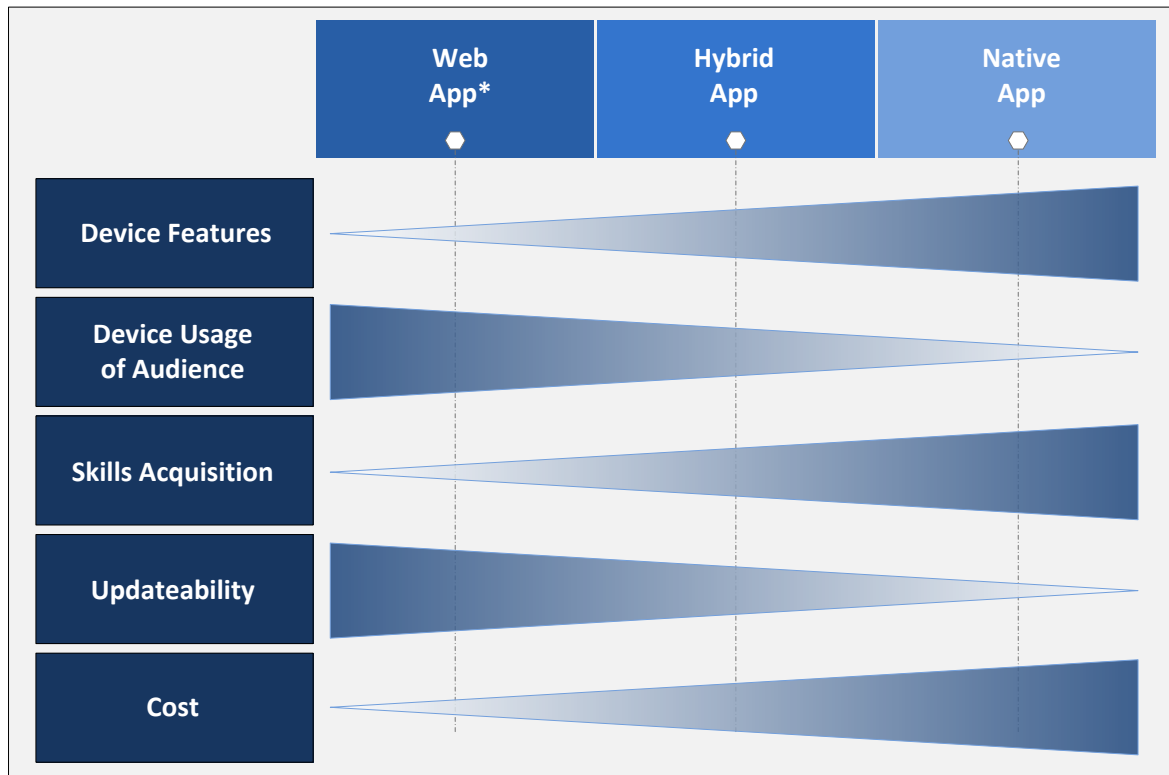 Web
App*
Hybrid
App
Native
App
Device Features
Device Usage
of Audience
Skills Acquisition
Updateability
Cost